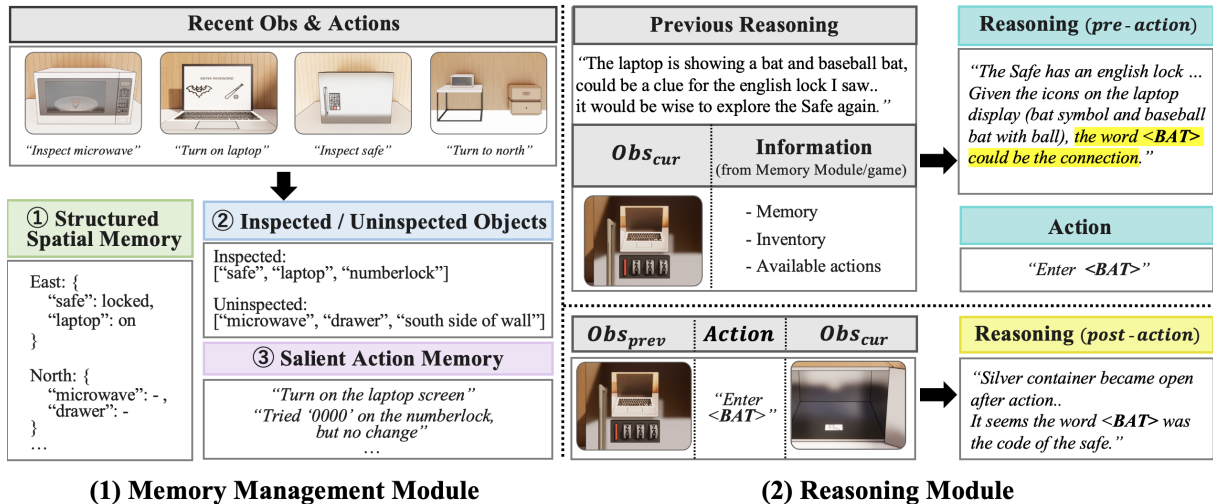 Recent Obs & Actions
ENTER PASSWORD
“Inspect microwave”
“Turn on laptop”
“Inspect safe”
“Turn to north”
① Structured
Spatial Memory
East: {
“safe”: locked,
“laptop”: on
}
North: {
“microwave”: - ,
“drawer”: -
}
…
② Inspected / Uninspected Objects
Inspected:
[“safe”, “laptop”, “numberlock”]
Uninspected:
[“microwave”, “drawer”, “south side of wall”]
③ Salient Action Memory
“Turn on the laptop screen”
“Tried ‘0000’ on the numberlock,
but no change”
…
(1) Memory Management Module
Previous Reasoning
“The laptop is showing a bat and baseball bat,
could be a clue for the english lock I saw..
it would be wise to explore the Safe again. ”
Obs_cur
Information
(from Memory Module/game)
- Memory
- Inventory
- Available actions
Reasoning (pre - action)
“The Safe has an english lock …
Given the icons on the laptop
display (bat symbol and baseball
bat with ball), the word <BAT>
could be the connection.”
Action
“Enter <BAT>”
Obs_prev
Action
Obs_cur
“Enter
<BAT>”
Reasoning (post - action)
“Silver container became open
after action..
It seems the word <BAT> was
the code of the safe.”
(2) Reasoning Module